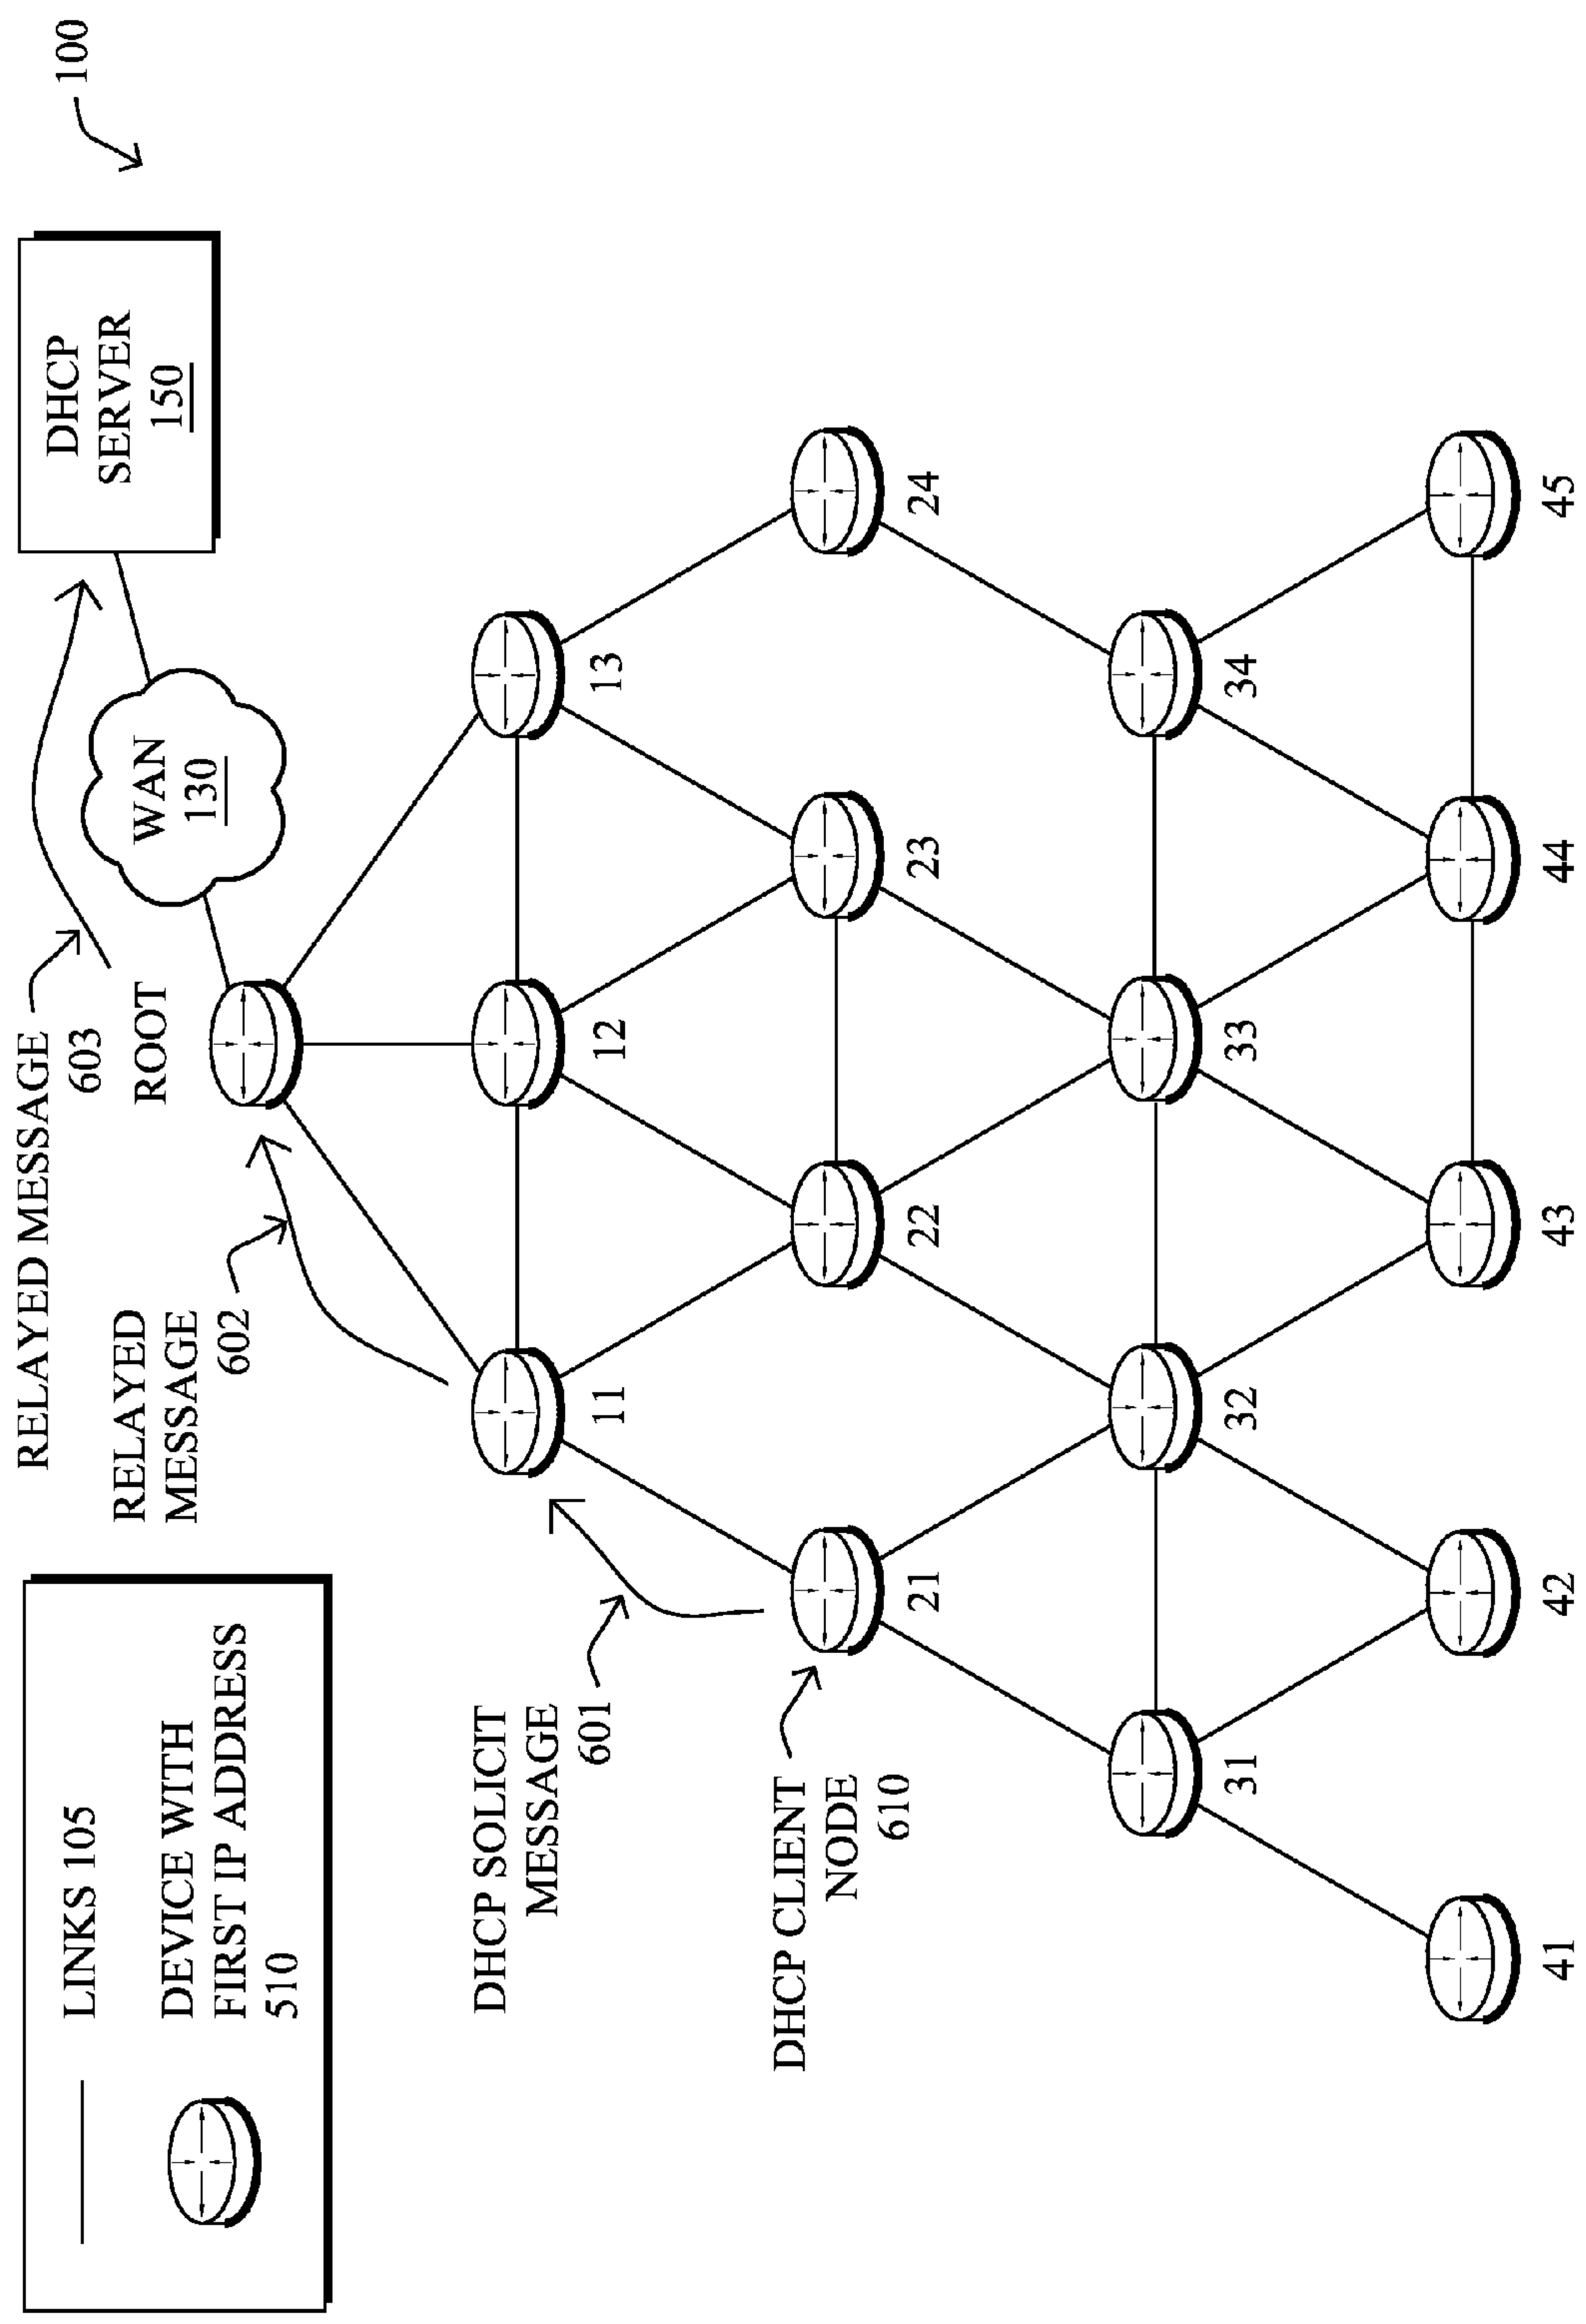 100
DHCP
SERVER
150
WAN
130
RELAYED MESSAGE
603
ROOT
RELAYED
MESSAGE
602
LINKS 105
DEVICE WITH
FIRST IP ADDRESS
510
11
12
13
DHCP SOLICIT
MESSAGE
601
DHCP CLIENT
NODE
610
21
22
23
24
31
32
33
34
41
42
43
44
45